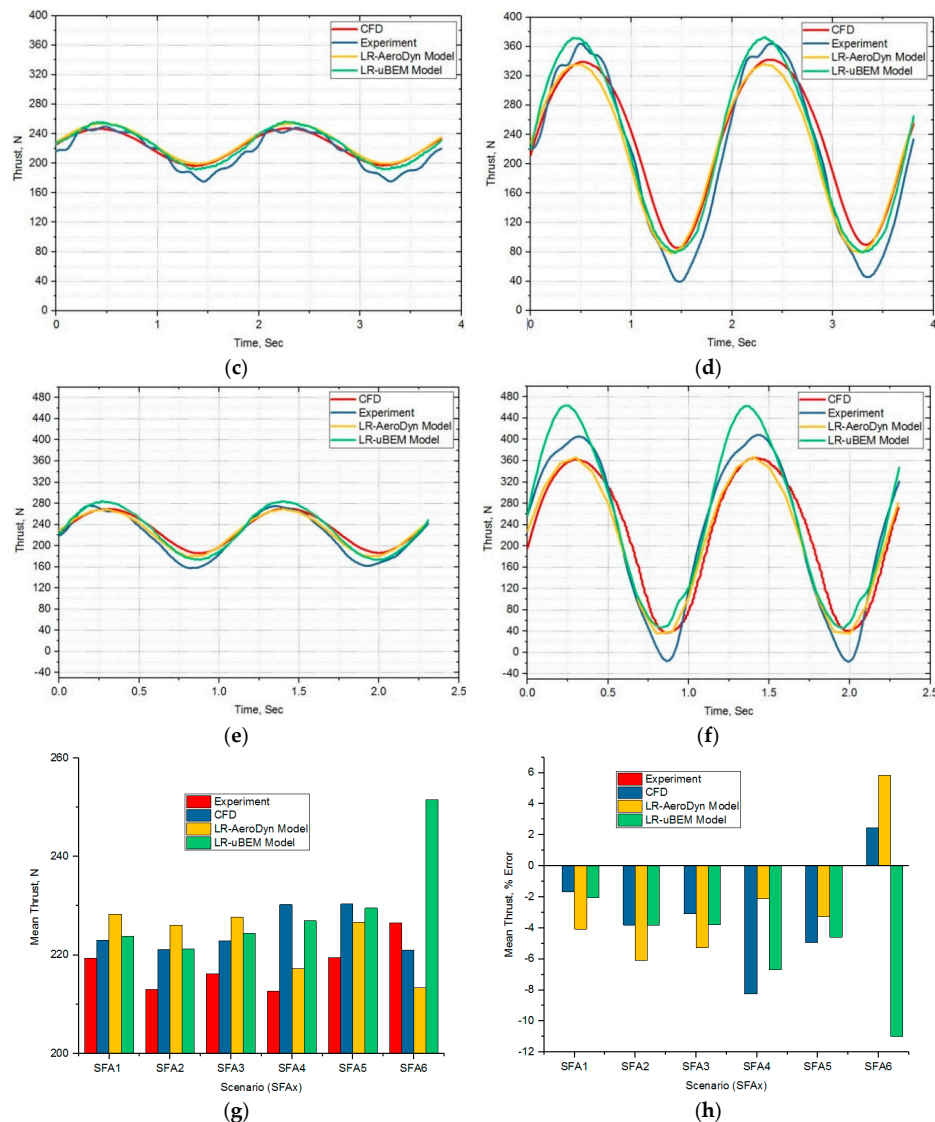 400
360
320
280
240
200
160
120
80
40
0
Thrust, N
CFD
Experiment
LR-AeroDyn Model
LR-uBEM Model
0 1 2 3 4
Time, Sec
(c)
400
360
320
280
240
200
160
120
80
40
0
Thrust, N
CFD
Experiment
LR-AeroDyn Model
LR-uBEM Model
0 1 2 3 4
Time, Sec
(d)
480
440
400
360
320
280
240
200
160
120
80
40
0
-40
Thrust, N
CFD
Experiment
LR-AeroDyn Model
LR-uBEM Model
0.0 0.5 1.0 1.5 2.0 2.5
Time, Sec
(e)
480
440
400
360
320
280
240
200
160
120
80
40
0
-40
Thrust, N
CFD
Experiment
LR-AeroDyn Model
LR-uBEM Model
0.0 0.5 1.0 1.5 2.0 2.5
Time, Sec
(f)
260
240
220
200
Mean Thrust, N
Experiment
CFD
LR-AeroDyn Model
LR-uBEM Model
SFA1 SFA2 SFA3 SFA4 SFA5 SFA6
Scenario (SFAx)
(g)
6
4
2
0
-2
-4
-6
-8
-10
-12
Mean Thrust, % Error
Experiment
CFD
LR-AeroDyn Model
LR-uBEM Model
SFA1 SFA2 SFA3 SFA4 SFA5 SFA6
Scenario (SFAx)
(h)